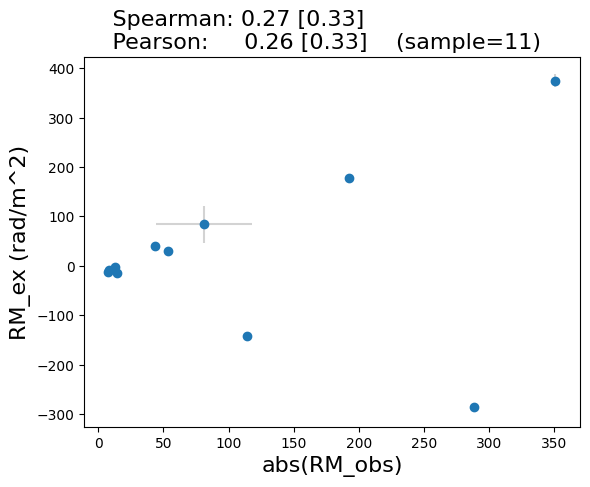 Spearman: 0.27 [0.33]
Pearson: 0.26 [0.33] (sample=11)
400
300
200
100
0
−100
−200
−300
RM_ex (rad/m^2)
0 50 100 150 200 250 300 350
abs(RM_obs)